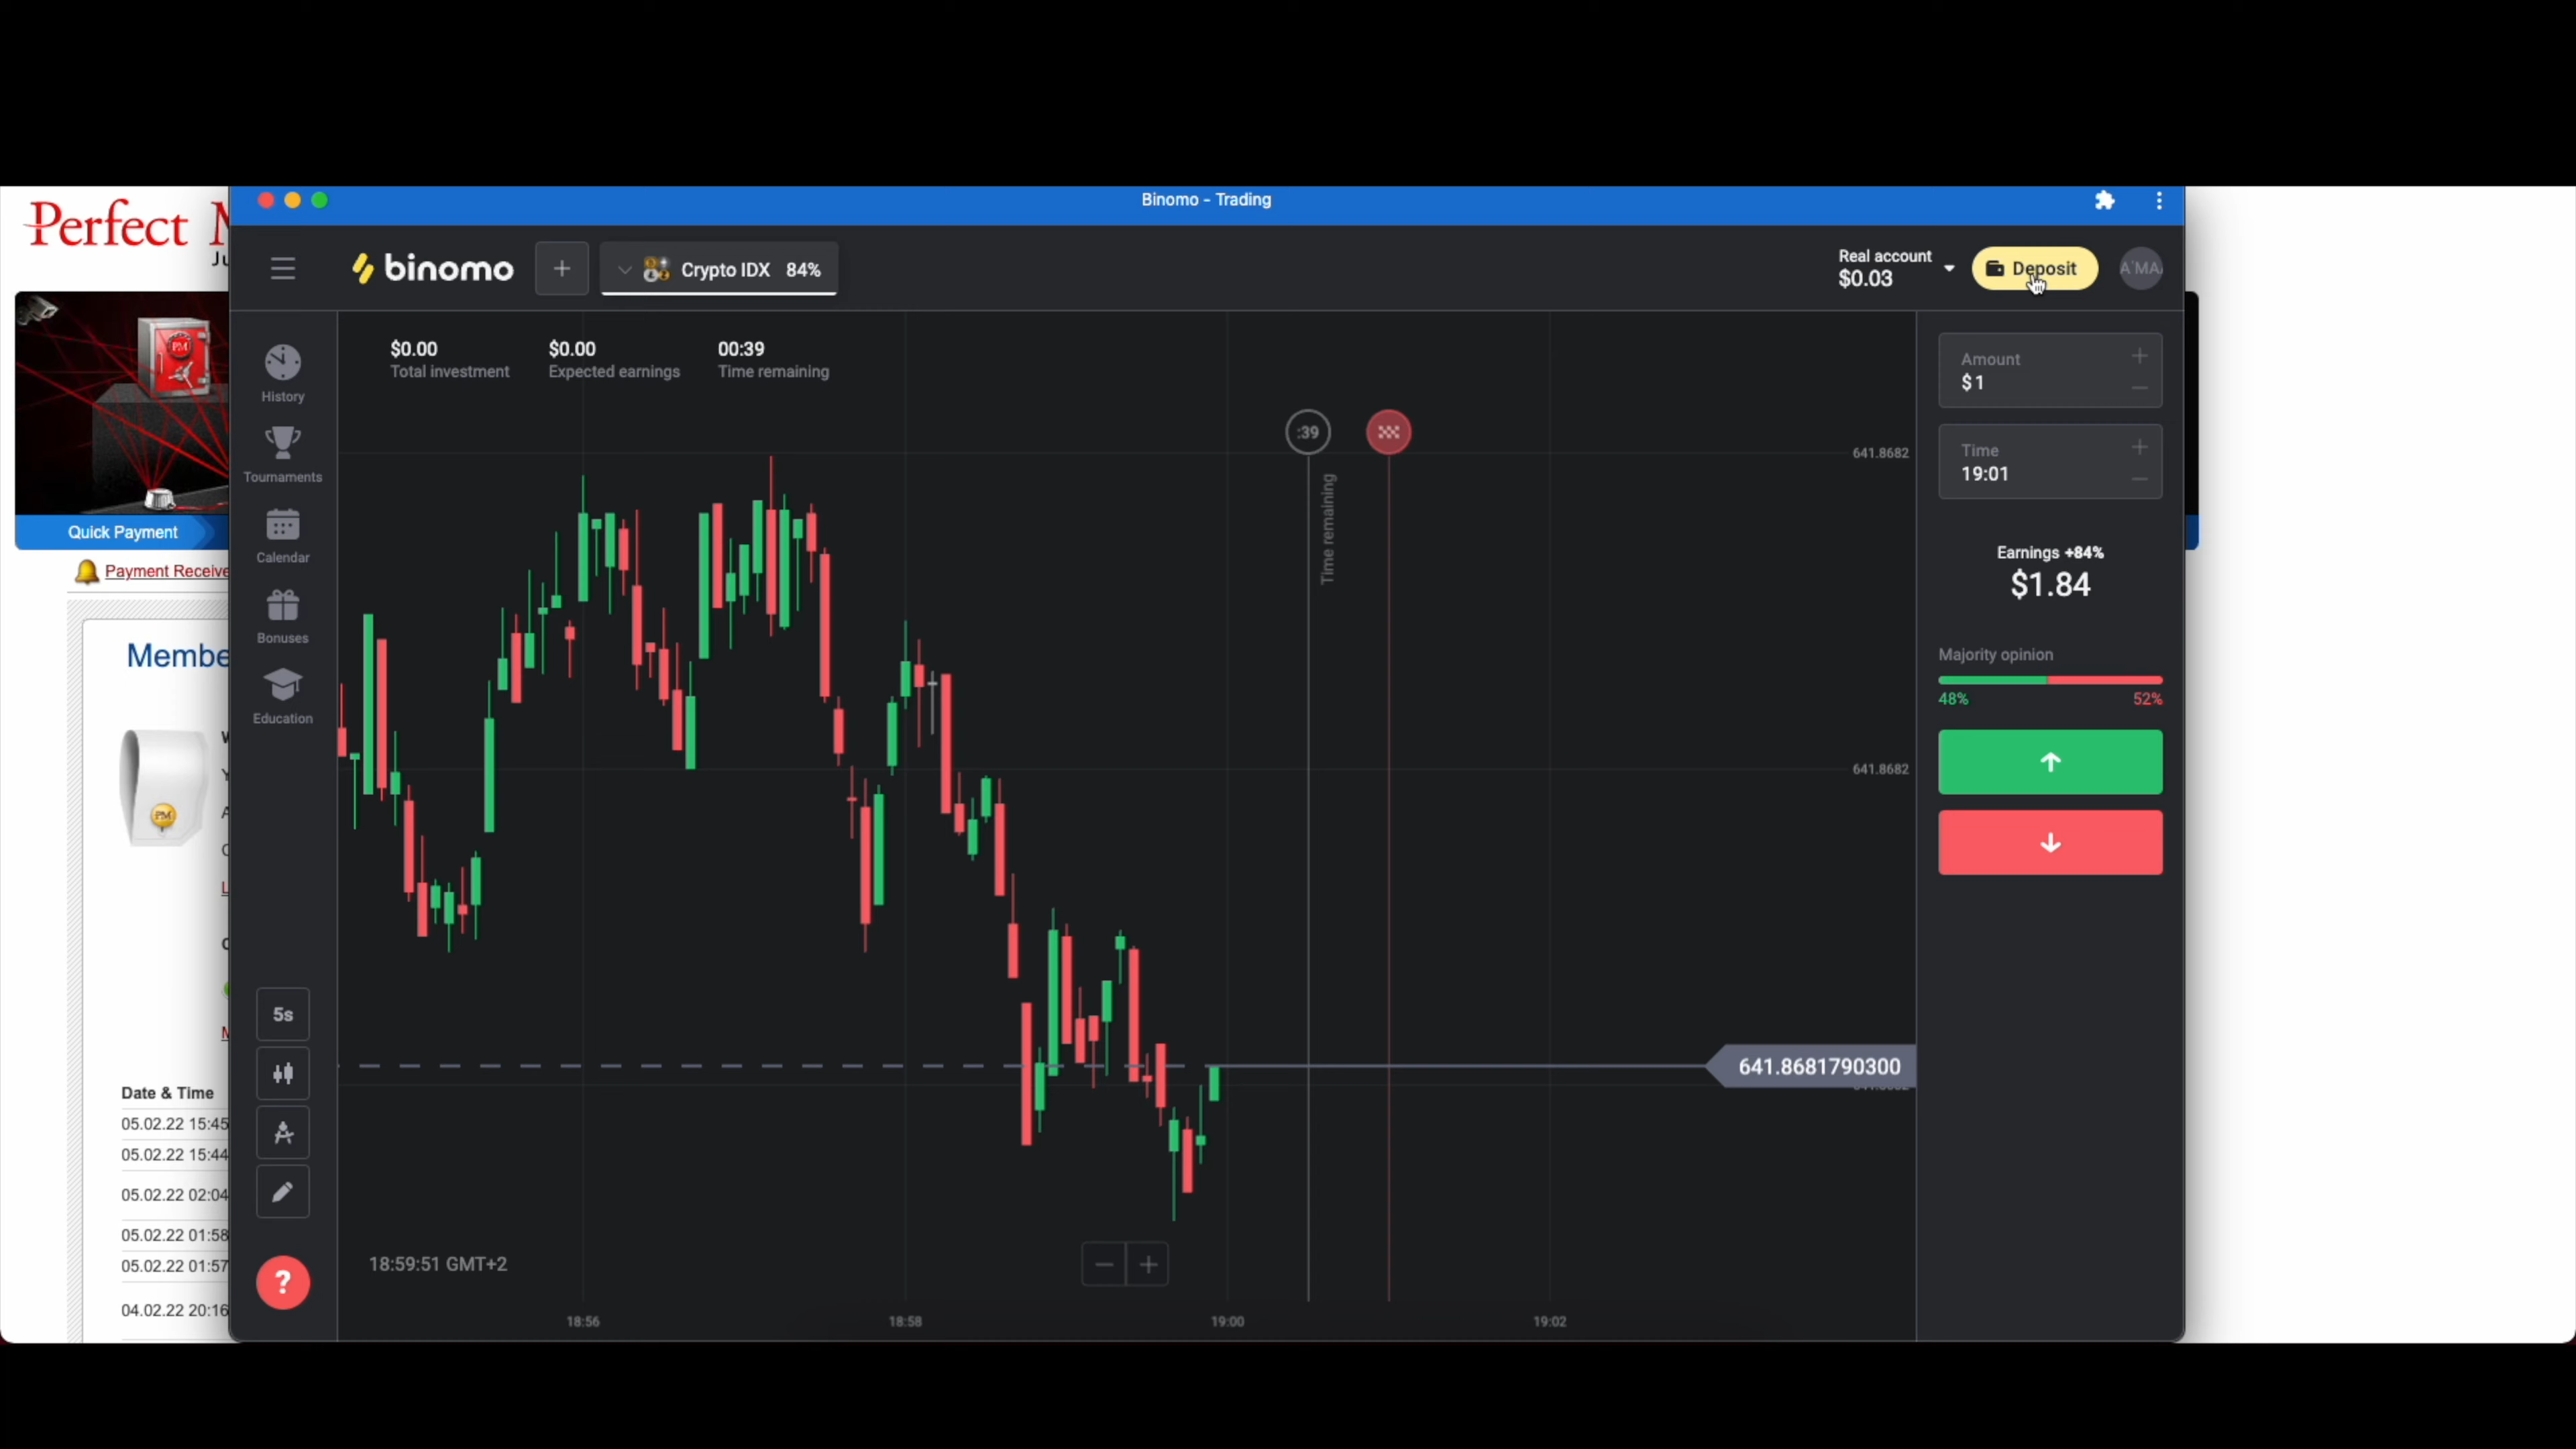 Perfect
Binomo - Trading
binomo
+
Crypto IDX 84%
Real account
$0.03
Deposit
A'MA
$0.00
Total investment
$0.00
Expected earnings
00:39
Time remaining
History
Tournaments
Calendar
Bonuses
Education
5s
?
PM
Quick Payment
Payment Receive
Membe
PM
Date & Time
05.02.22 15:45
05.02.22 15:44
05.02.22 02:04
05.02.22 01:58
05.02.22 01:57
04.02.22 20:16
:39
Time remaining
641.8682
641.8682
641.8681790300
18:59:51 GMT+2
18:56
18:58
19:00
19:02
Amount
$1
Time
19:01
Earnings +84%
$1.84
Majority opinion
48% 52%